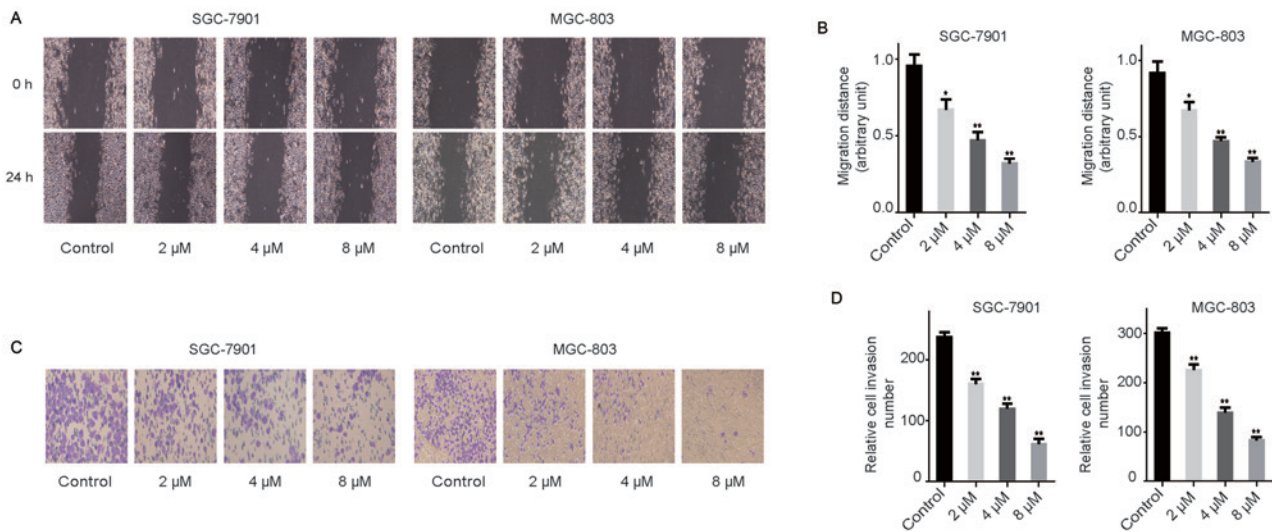 A
SGC-7901
MGC-803
0 h
24 h
Control 2 µM 4 µM 8 µM Control 2 µM 4 µM 8 µM
B
SGC-7901
Migration distance
(arbitrary unit)
1.0
0.5
0.0
* ** **
Control 2 µM 4 µM 8 µM
MGC-803
Migration distance
(arbitrary unit)
1.0
0.5
0.0
* ** **
Control 2 µM 4 µM 8 µM
C
SGC-7901
MGC-803
Control 2 µM 4 µM 8 µM Control 2 µM 4 µM 8 µM
D
SGC-7901
Relative cell invasion
number
200
100
0
** ** **
Control 2 µM 4 µM 8 µM
MGC-803
Relative cell invasion
number
300
200
100
0
** ** **
Control 2 µM 4 µM 8 µM